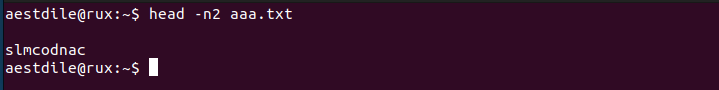 aestdile@rux:~$ head -n2 aaa.txt

slmcodnac
aestdile@rux:~$